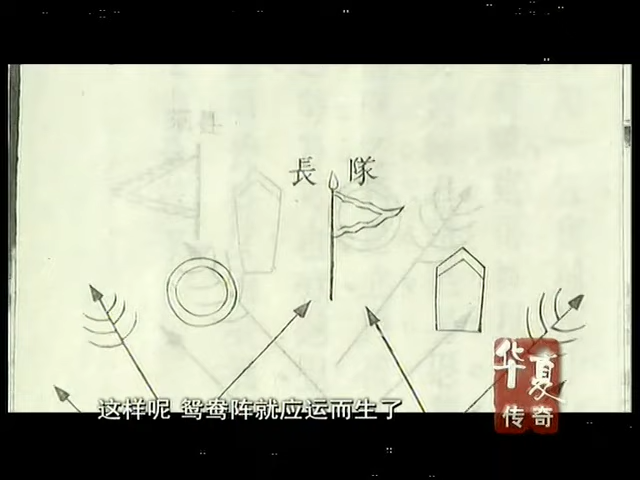 長 隊
这样呢 鸳鸯阵就应运而生了
华夏
传奇